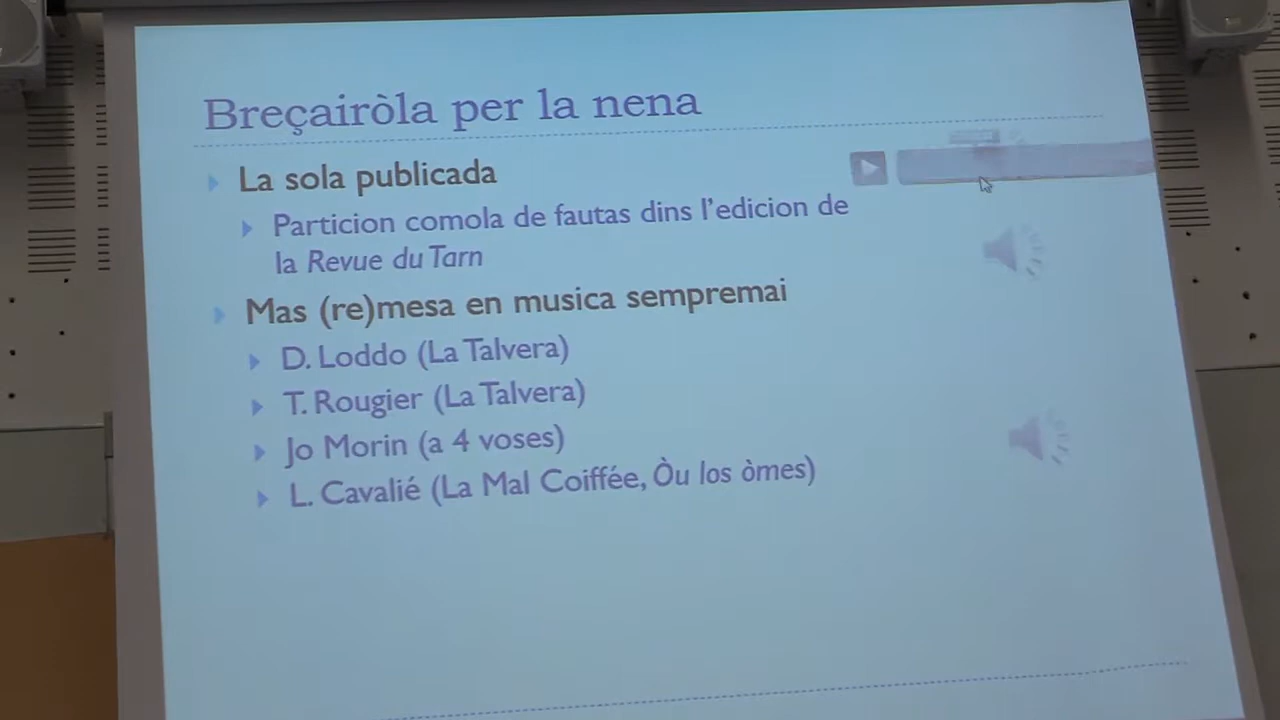 Breçairòla per la nena
La sola publicada
Particion comola de fautas dins l'edicion de
la Revue du Tarn
Mas (re)mesa en musica sempremai
D. Loddo (La Talvera)
T. Rougier (La Talvera)
Jo Morin (a 4 voses)
L. Cavalié (La Mal Coiffée, Òu los òmes)